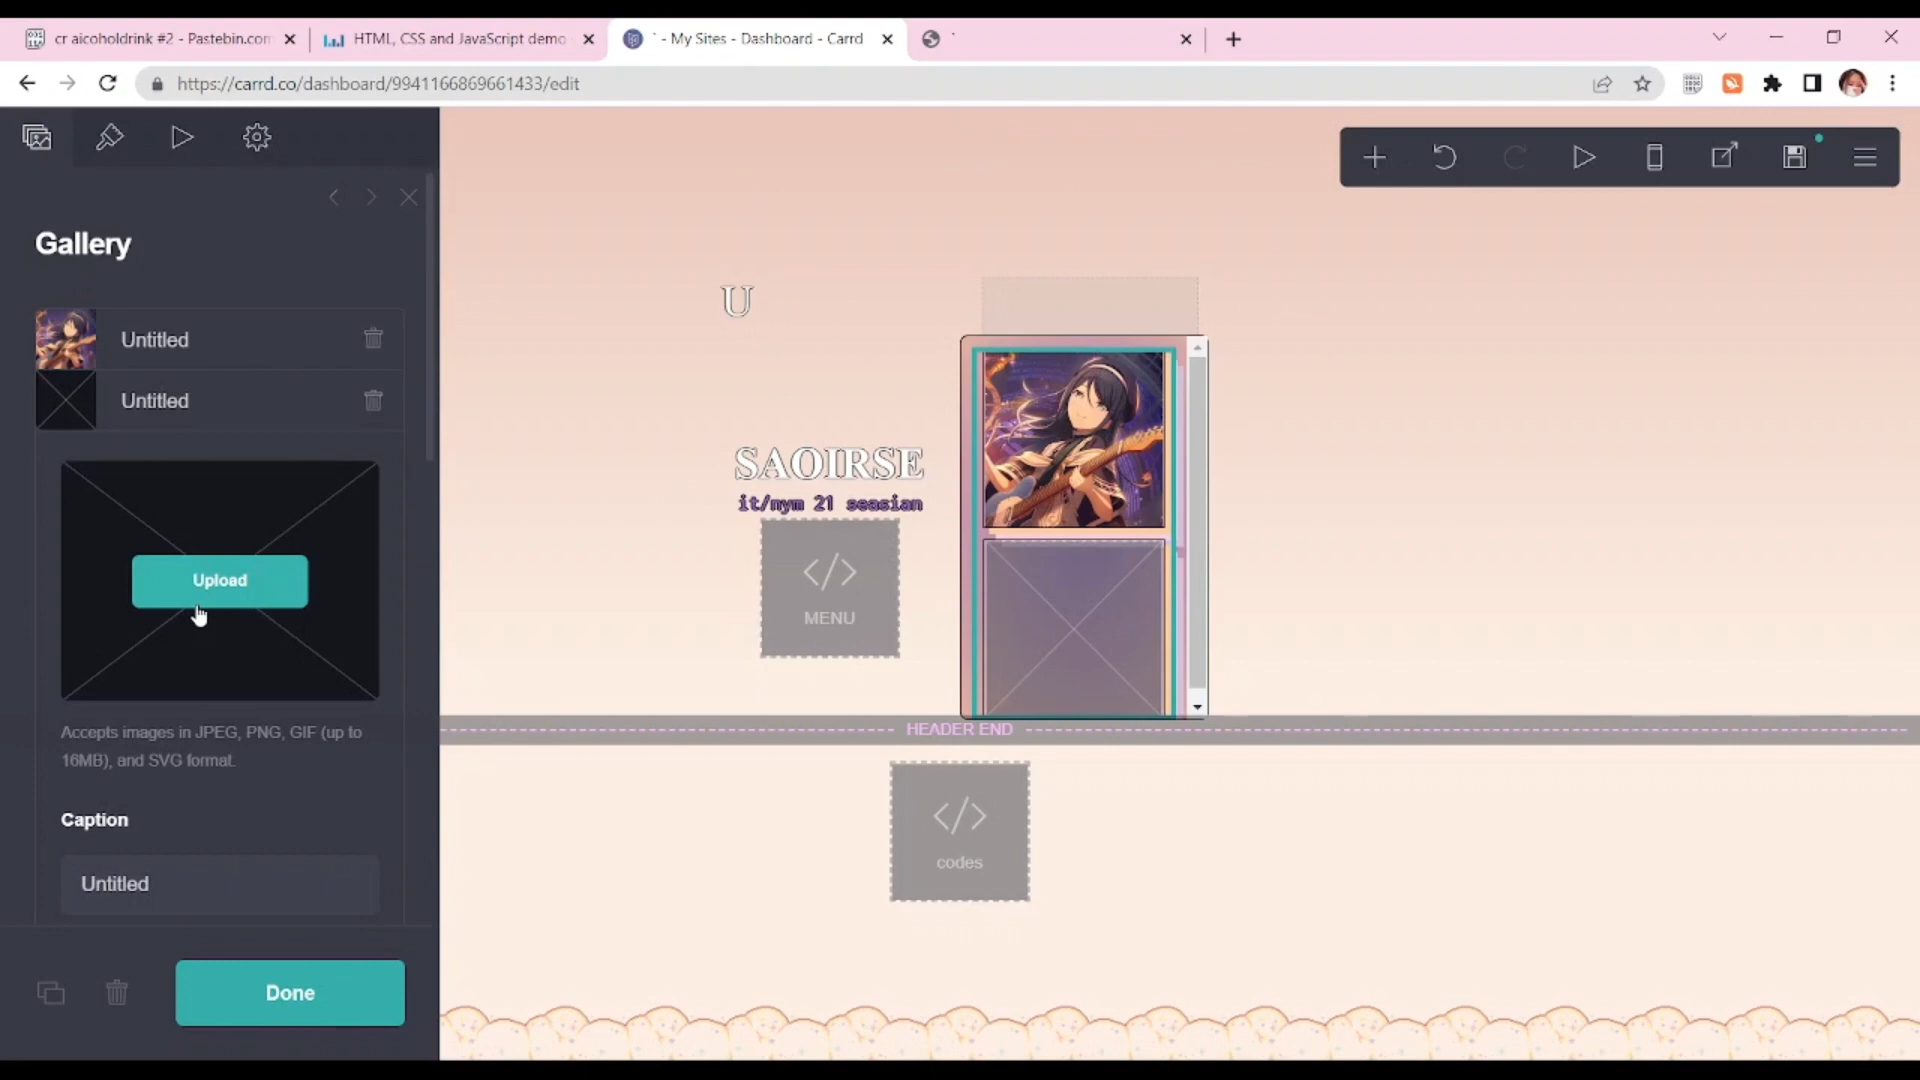 cr aicoholdrink #2 - Pastebin.com
HTML, CSS and JavaScript demo
` - My Sites - Dashboard - Carrd
`
https://carrd.co/dashboard/9941166869661433/edit
Gallery
Untitled
Untitled
Upload
Accepts images in JPEG, PNG, GIF (up to
16MB), and SVG format.
Caption
Untitled
Done
U
SAOIRSE
it/nym 21 seasian
</>
MENU
HEADER END
</>
codes